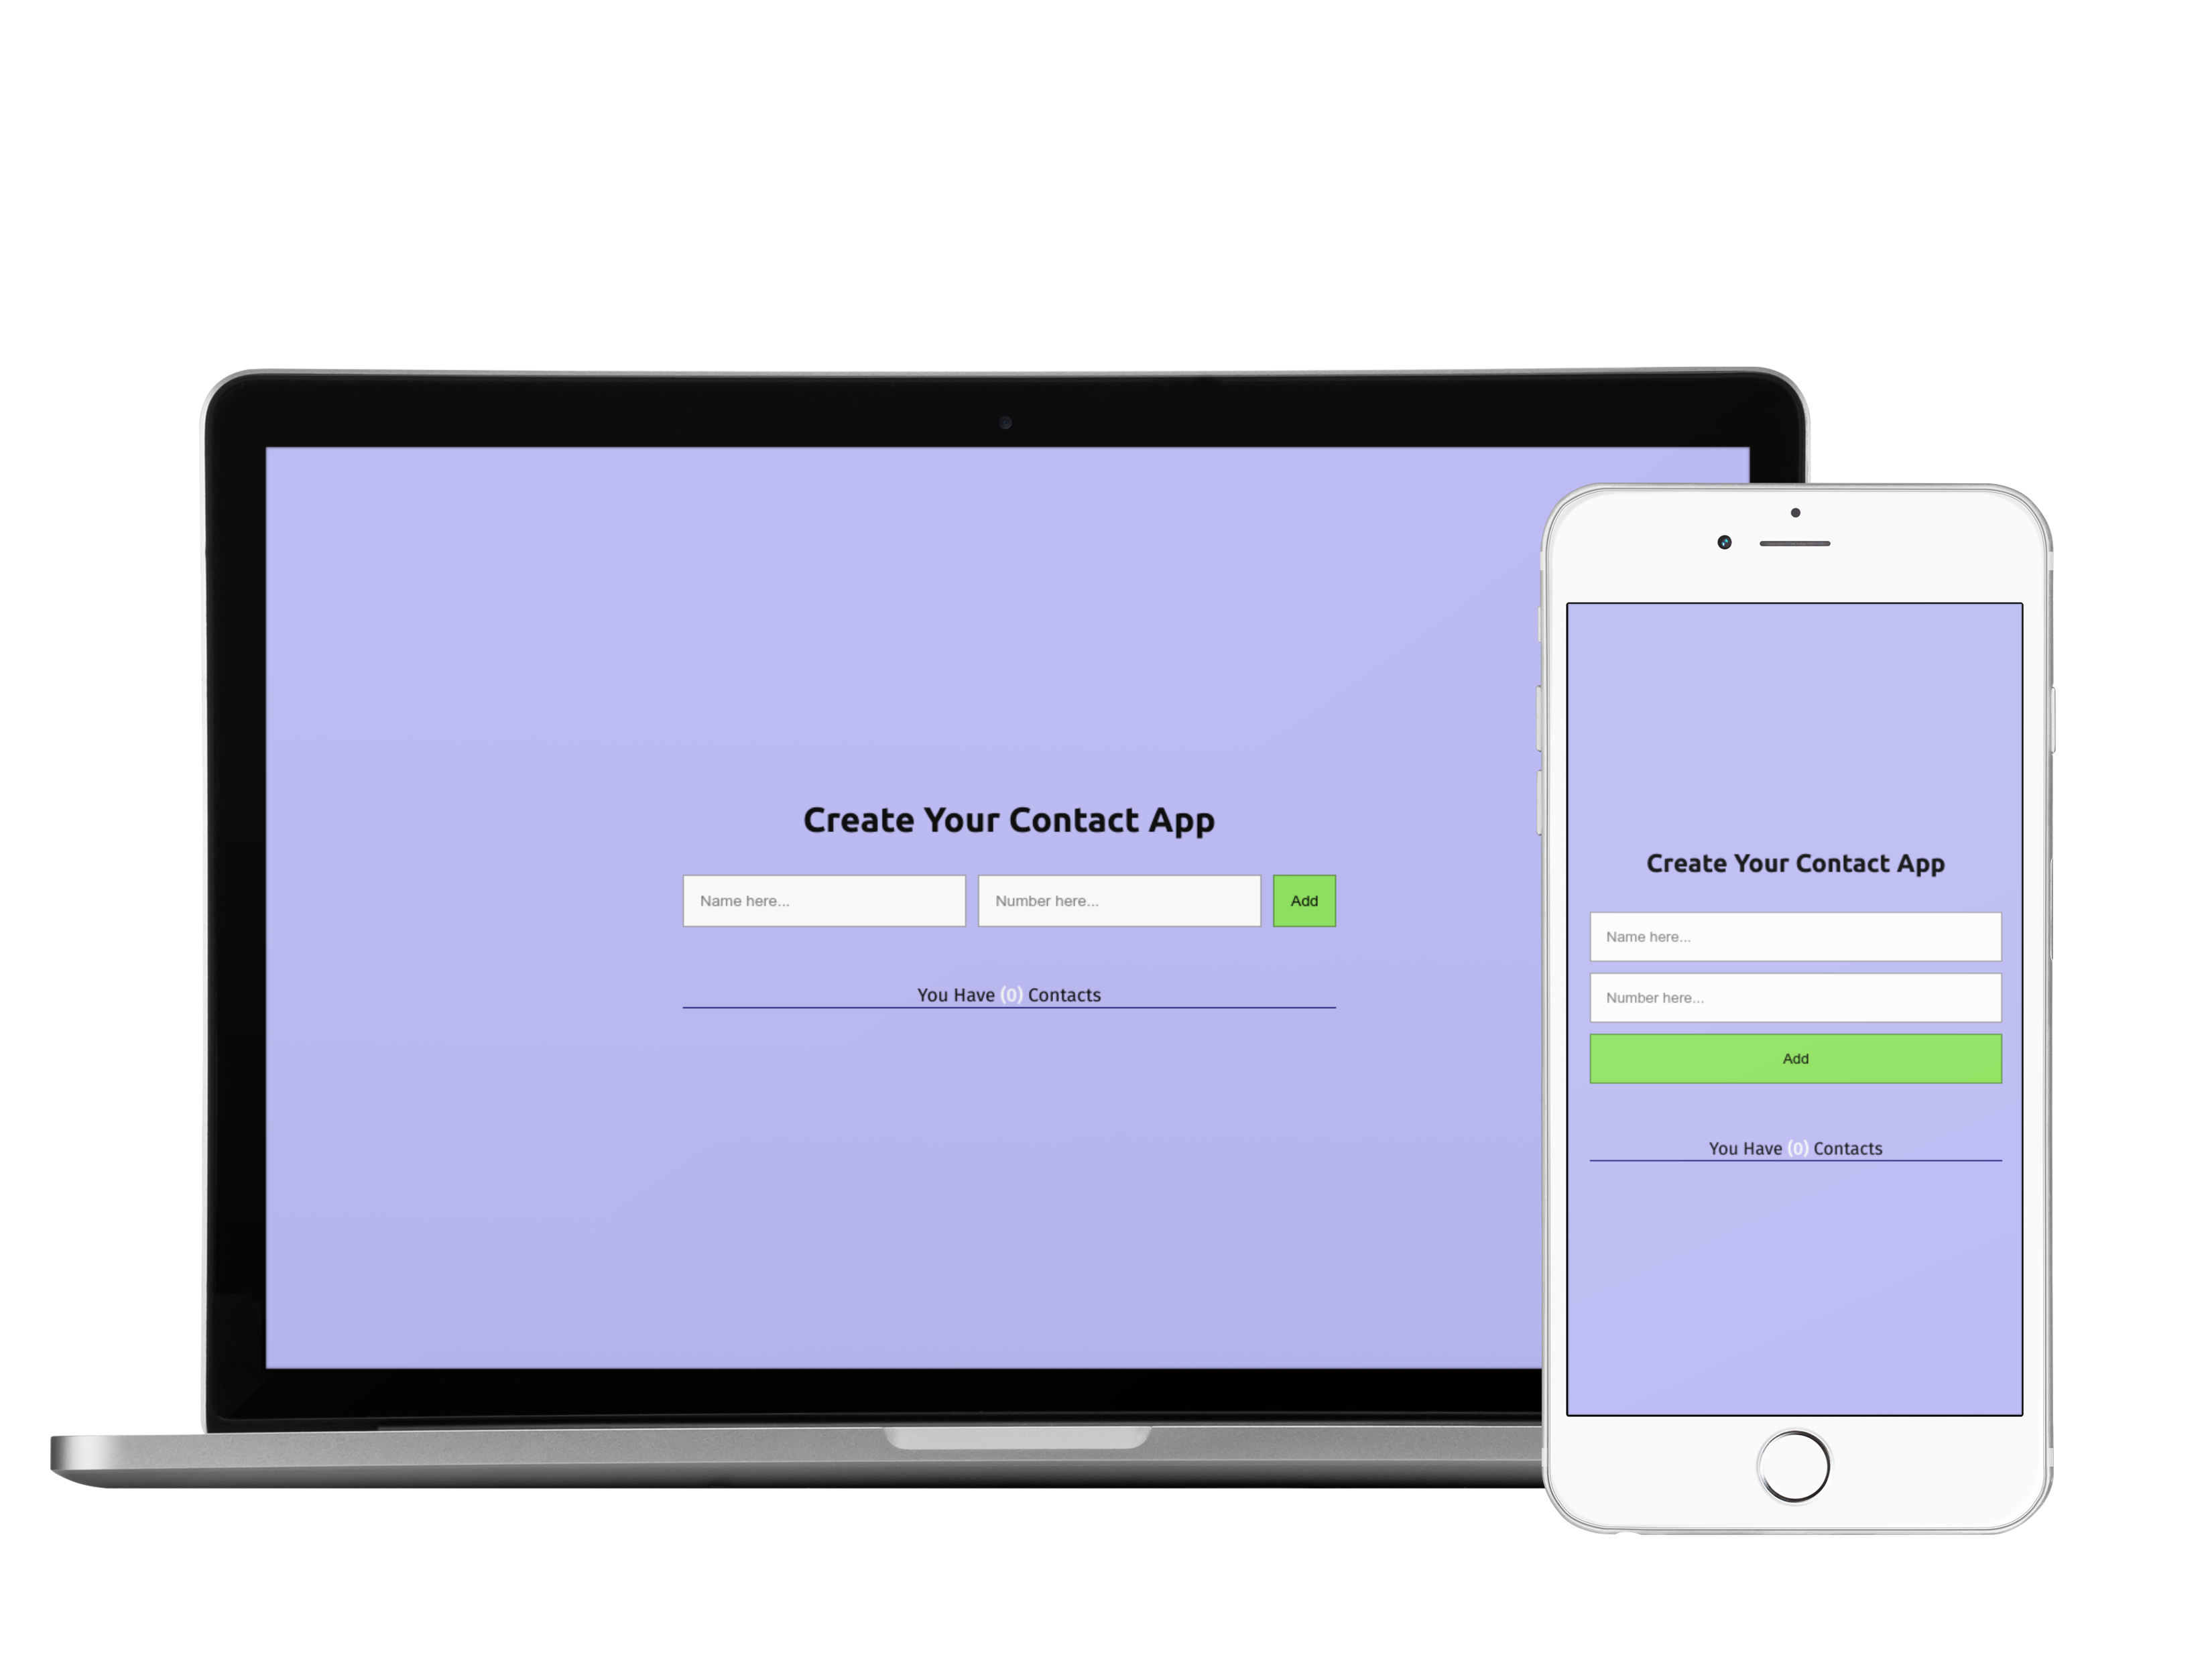 Create Your Contact App
Name here... Number here... Add
You Have (0) Contacts
Create Your Contact App
Name here...
Number here...
Add
You Have (0) Contacts